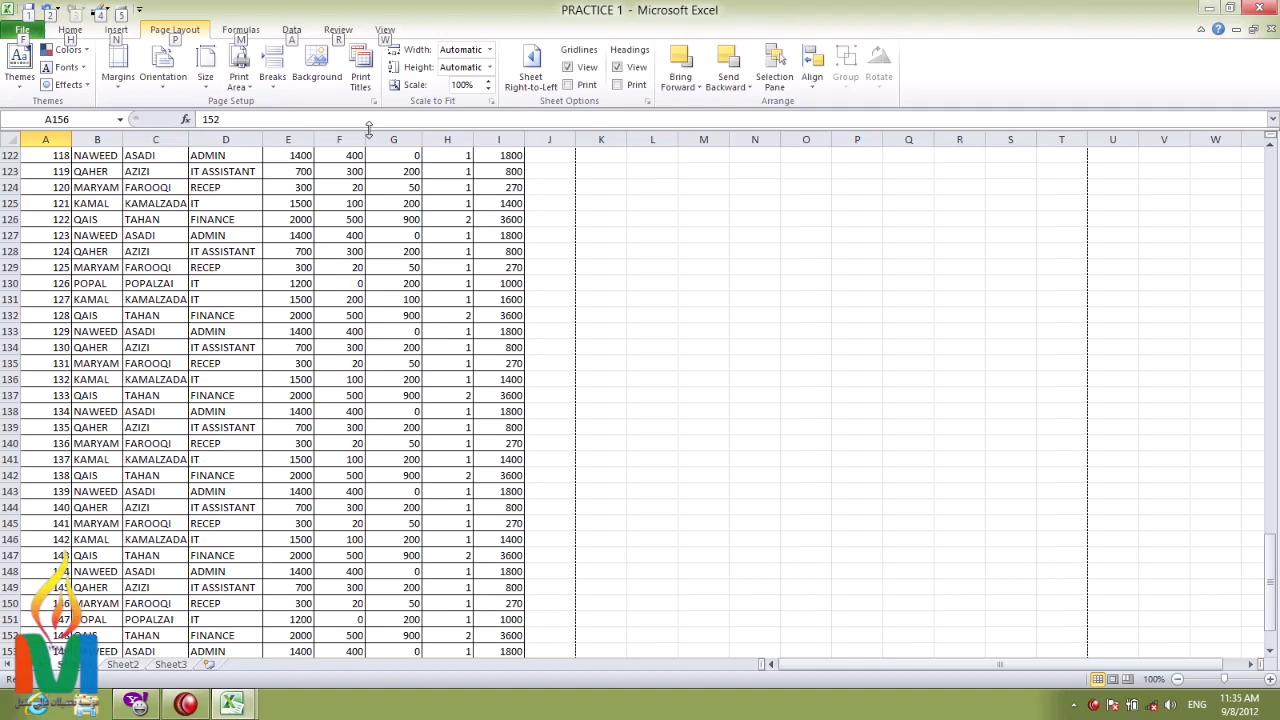 1 2 3 4 5
PRACTICE 1 - Microsoft Excel
File Home Insert Page Layout Formulas Data Review View
F H N P M A R W
Themes Colors Fonts Effects Margins Orientation Size Print Area Breaks Background Print Titles Width: Automatic Height: Automatic Scale: 100% Sheet Right-to-Left Gridlines View Print Headings View Print Bring Forward Send Backward Selection Pane Align Group Rotate
Themes Page Setup Scale to Fit Sheet Options Arrange
A156 fx 152
A B C D E F G H I J K L M N O P Q R S T U V W
122 118 NAWEED ASADI ADMIN 1400 400 0 1 1800
123 119 QAHER AZIZI IT ASSISTANT 700 300 200 1 800
124 120 MARYAM FAROOQI RECEP 300 20 50 1 270
125 121 KAMAL KAMALZADA IT 1500 100 200 1 1400
126 122 QAIS TAHAN FINANCE 2000 500 900 2 3600
127 123 NAWEED ASADI ADMIN 1400 400 0 1 1800
128 124 QAHER AZIZI IT ASSISTANT 700 300 200 1 800
129 125 MARYAM FAROOQI RECEP 300 20 50 1 270
130 126 POPAL POPALZAI IT 1200 0 200 1 1000
131 127 KAMAL KAMALZADA IT 1500 200 100 1 1600
132 128 QAIS TAHAN FINANCE 2000 500 900 2 3600
133 129 NAWEED ASADI ADMIN 1400 400 0 1 1800
134 130 QAHER AZIZI IT ASSISTANT 700 300 200 1 800
135 131 MARYAM FAROOQI RECEP 300 20 50 1 270
136 132 KAMAL KAMALZADA IT 1500 100 200 1 1400
137 133 QAIS TAHAN FINANCE 2000 500 900 2 3600
138 134 NAWEED ASADI ADMIN 1400 400 0 1 1800
139 135 QAHER AZIZI IT ASSISTANT 700 300 200 1 800
140 136 MARYAM FAROOQI RECEP 300 20 50 1 270
141 137 KAMAL KAMALZADA IT 1500 100 200 1 1400
142 138 QAIS TAHAN FINANCE 2000 500 900 2 3600
143 139 NAWEED ASADI ADMIN 1400 400 0 1 1800
144 140 QAHER AZIZI IT ASSISTANT 700 300 200 1 800
145 141 MARYAM FAROOQI RECEP 300 20 50 1 270
146 142 KAMAL KAMALZADA IT 1500 100 200 1 1400
147 143 QAIS TAHAN FINANCE 2000 500 900 2 3600
148 NAWEED ASADI ADMIN 1400 400 0 1 1800
149 145 QAHER AZIZI IT ASSISTANT 700 300 200 1 800
150 MARYAM FAROOQI RECEP 300 20 50 1 270
151 POPALZAI IT 1200 0 200 1 1000
152 TAHAN FINANCE 2000 500 900 2 3600
153 ASADI ADMIN 1400 400 0 1 1800
Sheet2 Sheet3
100%
ENG 11:35 AM
9/8/2012